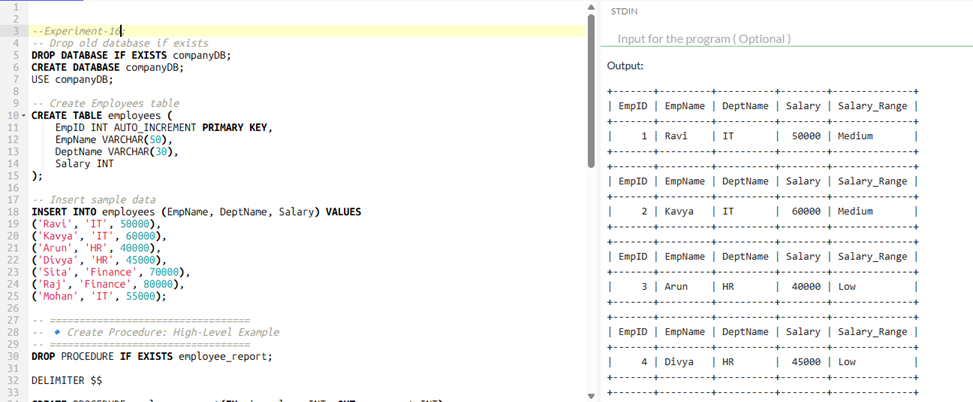 1
2
3 --Experiment-16:
4 -- Drop old database if exists
5 DROP DATABASE IF EXISTS companyDB;
6 CREATE DATABASE companyDB;
7 USE companyDB;
8
9 -- Create Employees table
10 CREATE TABLE employees (
11 EmpID INT AUTO_INCREMENT PRIMARY KEY,
12 EmpName VARCHAR(50),
13 DeptName VARCHAR(30),
14 Salary INT
15 );
16
17 -- Insert sample data
18 INSERT INTO employees (EmpName, DeptName, Salary) VALUES
19 ('Ravi', 'IT', 50000),
20 ('Kavya', 'IT', 60000),
21 ('Arun', 'HR', 40000),
22 ('Divya', 'HR', 45000),
23 ('Sita', 'Finance', 70000),
24 ('Raj', 'Finance', 80000),
25 ('Mohan', 'IT', 55000);
26
27 -- ==================================
28 -- 🔹 Create Procedure: High-Level Example
29 -- ==================================
30 DROP PROCEDURE IF EXISTS employee_report;
31
32 DELIMITER $$
33
STDIN
Input for the program ( Optional )
Output:
+-------+---------+----------+--------+--------------+
| EmpID | EmpName | DeptName | Salary | Salary_Range |
+-------+---------+----------+--------+--------------+
| 1 | Ravi | IT | 50000 | Medium |
+-------+---------+----------+--------+--------------+
+-------+---------+----------+--------+--------------+
| EmpID | EmpName | DeptName | Salary | Salary_Range |
+-------+---------+----------+--------+--------------+
| 2 | Kavya | IT | 60000 | Medium |
+-------+---------+----------+--------+--------------+
+-------+---------+----------+--------+--------------+
| EmpID | EmpName | DeptName | Salary | Salary_Range |
+-------+---------+----------+--------+--------------+
| 3 | Arun | HR | 40000 | Low |
+-------+---------+----------+--------+--------------+
+-------+---------+----------+--------+--------------+
| EmpID | EmpName | DeptName | Salary | Salary_Range |
+-------+---------+----------+--------+--------------+
| 4 | Divya | HR | 45000 | Low |
+-------+---------+----------+--------+--------------+